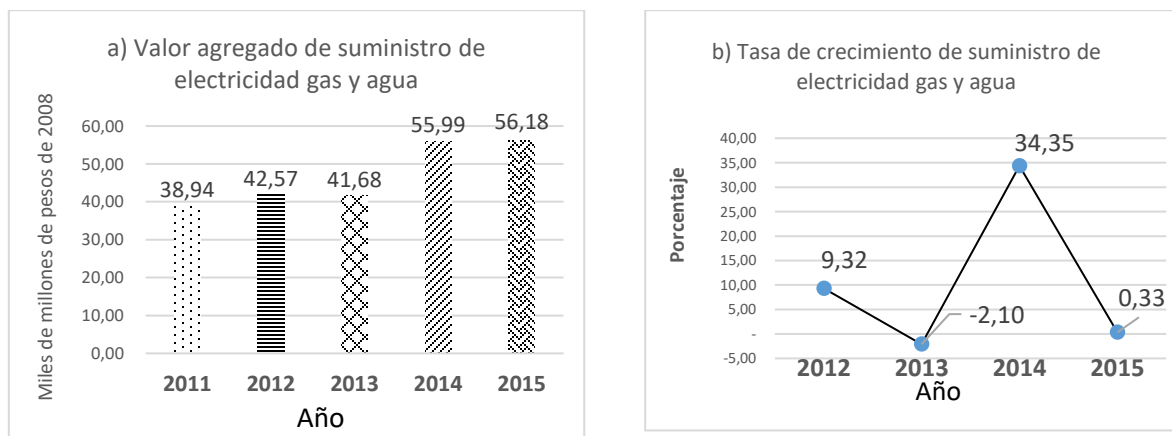 a) Valor agregado de suministro de
electricidad gas y agua
Miles de millones de pesos de 2008
60,00
50,00
40,00
30,00
20,00
10,00
0,00
38,94
42,57
41,68
55,99
56,18
2011 2012 2013 2014 2015
Año
b) Tasa de crecimiento de suministro de
electricidad gas y agua
Porcentaje
40,00
35,00
30,00
25,00
20,00
15,00
10,00
5,00
-
-5,00
9,32
-2,10
34,35
0,33
2012 2013 2014 2015
Año